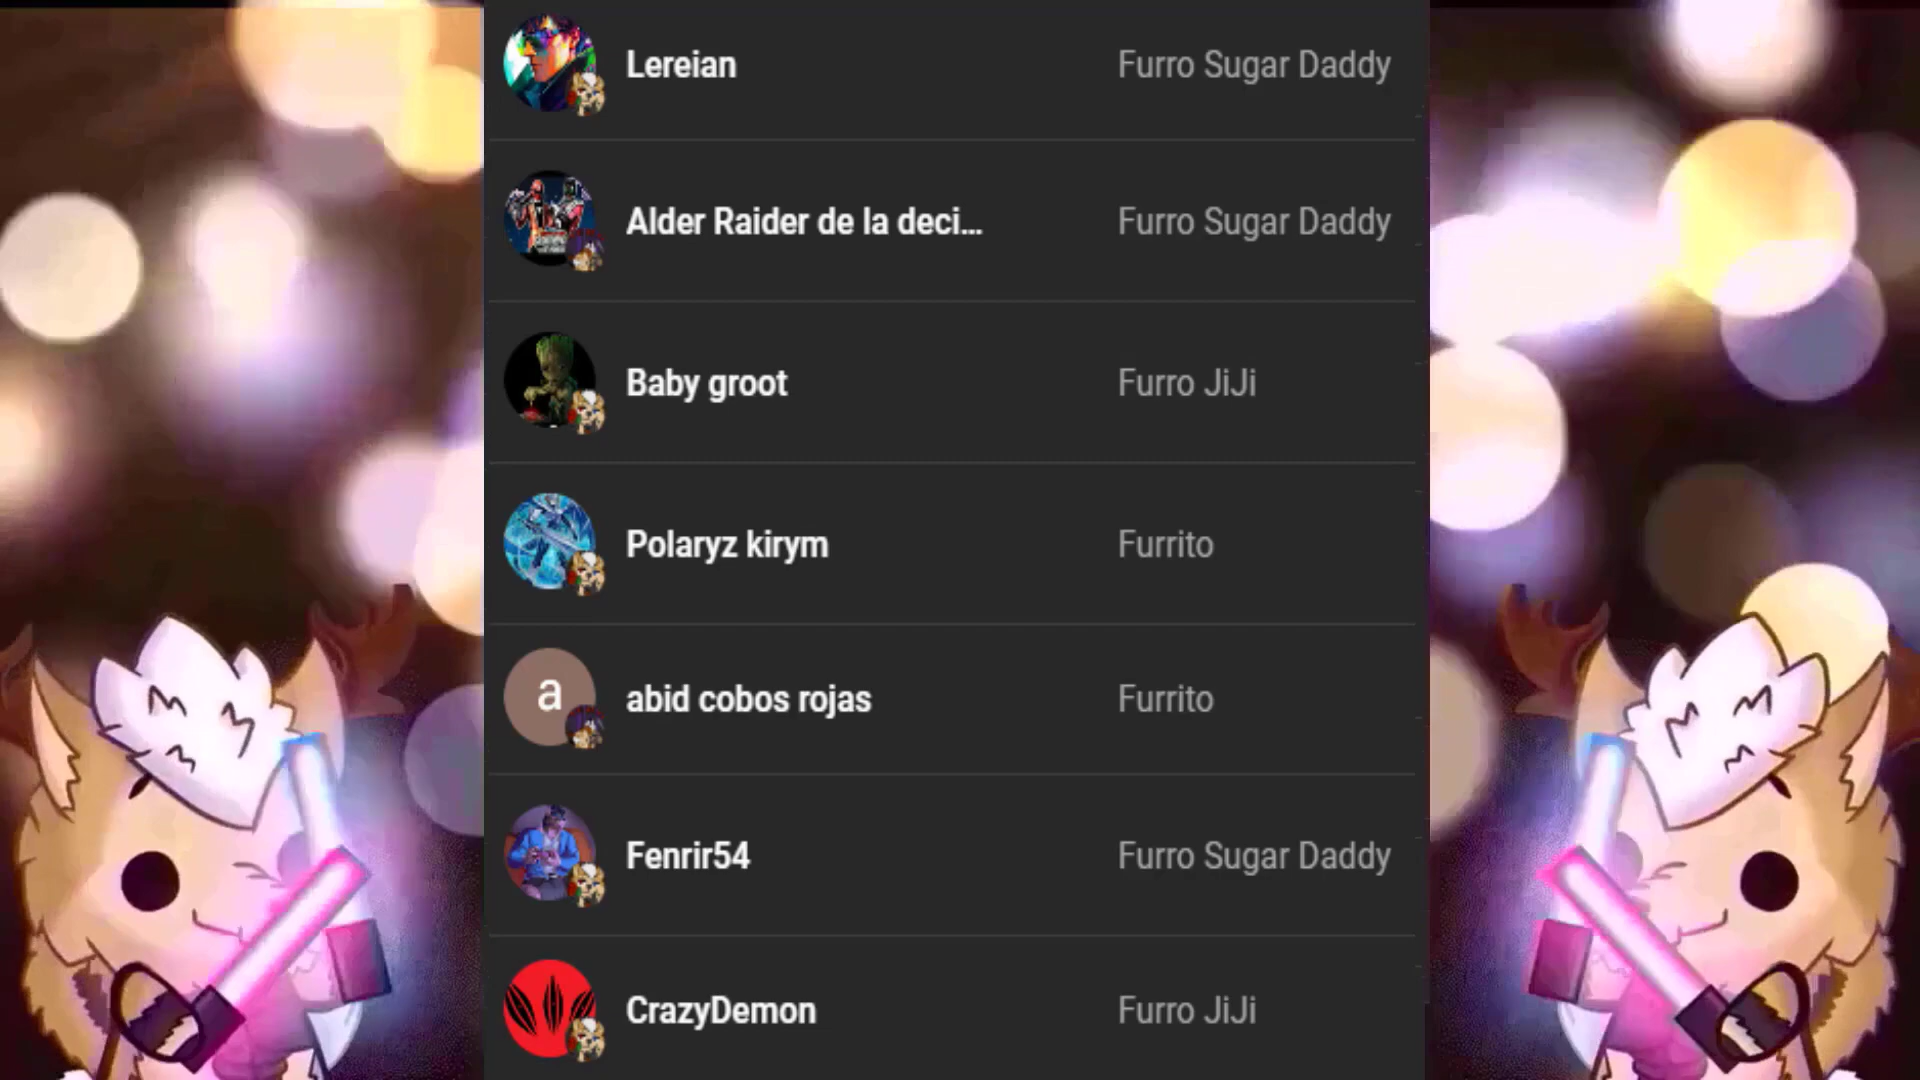 Lereian Furro Sugar Daddy
Alder Raider de la deci... Furro Sugar Daddy
Baby groot Furro JiJi
Polaryz kirym Furrito
a abid cobos rojas Furrito
Fenrir54 Furro Sugar Daddy
CrazyDemon Furro JiJi